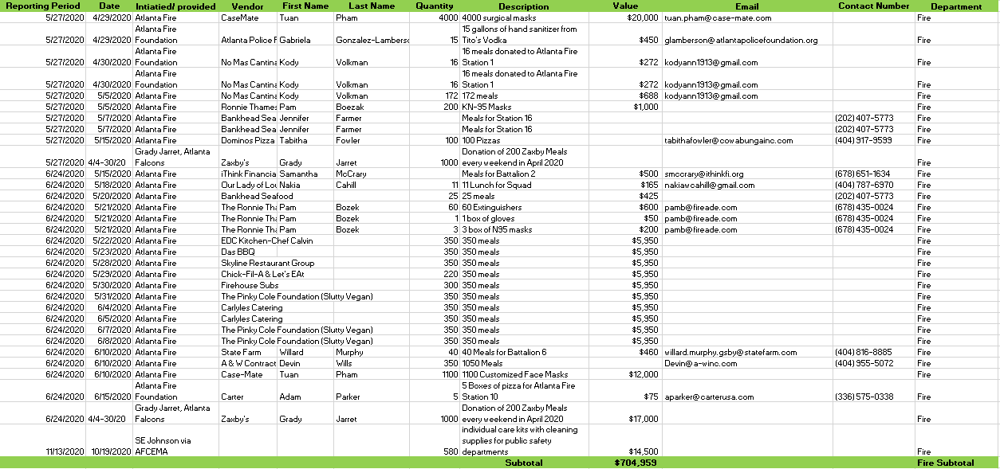 Reporting Period Date Intiatied/ provided Vendor First Name Last Name Quantity Description Value Email Contact Number Department
5/27/2020 4/29/2020 Atlanta Fire CaseMate Tuan Pham 4000 4000 surgical masks $20,000 tuan.pham@case-mate.com Fire
Atlanta Fire 15 gallons of hand sanitizer from
5/27/2020 4/29/2020 Foundation Atlanta Police F Gabriela Gonzalez-Lamberso 15 Tito's Vodka $450 glamberson@atlantapolicefoundation.org Fire
Atlanta Fire 16 meals donated to Atlanta Fire
5/27/2020 4/30/2020 Foundation No Mas Cantina Kody Volkman 16 Station 1 $272 kodyann1913@gmail.com Fire
Atlanta Fire 16 meals donated to Atlanta Fire
5/27/2020 4/30/2020 Foundation No Mas Cantina Kody Volkman 16 Station 1 $272 kodyann1913@gmail.com Fire
5/27/2020 5/5/2020 Atlanta Fire No Mas Cantina Kody Volkman 172 172 meals $688 kodyann1913@gmail.com Fire
5/27/2020 5/5/2020 Atlanta Fire Ronnie Thames Pam Boezak 200 KN-95 Masks $1,000 Fire
5/27/2020 5/7/2020 Atlanta Fire Bankhead Sea Jennifer Farmer Meals for Station 16 (202) 407-5773 Fire
5/27/2020 5/7/2020 Atlanta Fire Bankhead Sea Jennifer Farmer Meals for Station 16 (202) 407-5773 Fire
5/27/2020 5/15/2020 Atlanta Fire Dominos Pizza Tabitha Fowler 100 100 Pizzas tabithafowler@cowabungainc.com (404) 917-9599 Fire
Grady Jarret, Atlanta Donation of 200 Zaxby Meals
5/27/2020 4/4-30/20 Falcons Zaxby's Grady Jarret 1000 every weekend in April 2020 Fire
6/24/2020 5/15/2020 Atlanta Fire iThink Financia Samantha McCrary Meals for Battalion 2 $500 smccrary@ithinkfi.org (678) 651-1634 Fire
6/24/2020 5/18/2020 Atlanta Fire Our Lady of Lou Nakia Cahill 11 11 Lunch for Squad $165 nakiawcahill@gmail.com (404) 787-6970 Fire
6/24/2020 5/20/2020 Atlanta Fire Bankhead Seafood 25 25 meals $425 (202) 407-5773 Fire
6/24/2020 5/21/2020 Atlanta Fire The Ronnie Tha Pam Bozek 60 60 Extinguishers $600 pamb@fireade.com (678) 435-0024 Fire
6/24/2020 5/21/2020 Atlanta Fire The Ronnie Tha Pam Bozek 1 1 box of gloves $50 pamb@fireade.com (678) 435-0024 Fire
6/24/2020 5/21/2020 Atlanta Fire The Ronnie Tha Pam Bozek 3 3 box of N95 masks $200 pamb@fireade.com (678) 435-0024 Fire
6/24/2020 5/22/2020 Atlanta Fire EDC Kitchen-Chef Calvin 350 350 meals $5,950 Fire
6/24/2020 5/23/2020 Atlanta Fire Das BBQ 350 350 meals $5,950 Fire
6/24/2020 5/28/2020 Atlanta Fire Skyline Restaurant Group 350 350 meals $5,950 Fire
6/24/2020 5/29/2020 Atlanta Fire Chick-Fil-A & Let's EAt 220 350 meals $5,950 Fire
6/24/2020 5/30/2020 Atlanta Fire Firehouse Subs 300 350 meals $5,950 Fire
6/24/2020 5/31/2020 Atlanta Fire The Pinky Cole Foundation (Slutty Vegan) 350 350 meals $5,950 Fire
6/24/2020 6/4/2020 Atlanta Fire Carlyles Catering 350 350 meals $5,950 Fire
6/24/2020 6/5/2020 Atlanta Fire Carlyles Catering 350 350 meals $5,950 Fire
6/24/2020 6/7/2020 Atlanta Fire The Pinky Cole Foundation (Slutty Vegan) 350 350 meals $5,950 Fire
6/24/2020 6/8/2020 Atlanta Fire The Pinky Cole Foundation (Slutty Vegan) 350 350 meals $5,950 Fire
6/24/2020 6/10/2020 Atlanta Fire State Farm Willard Murphy 40 40 Meals for Battalion 6 $460 willard.murphy.gsby@statefarm.com (404) 816-8885 Fire
6/24/2020 6/10/2020 Atlanta Fire A & W Contract Devin Wills 350 1050 Meals Devin@a-winc.com (404) 955-5072 Fire
6/24/2020 6/10/2020 Atlanta Fire Case-Mate Tuan Pham 1100 1100 Customized Face Masks $12,000 Fire
Atlanta Fire 5 Boxes of pizza for Atlanta Fire
6/24/2020 6/15/2020 Foundation Carter Adam Parker 5 Station 10 $75 aparker@carterusa.com (336) 575-0338 Fire
Grady Jarret, Atlanta Donation of 200 Zaxby Meals
6/24/2020 4/4-30/20 Falcons Zaxby's Grady Jarret 1000 every weekend in April 2020 $17,000 Fire
individual care kits with cleaning
SE Johnson via supplies for public safety
11/13/2020 10/19/2020 AFCEMA 580 departments $14,500 Fire
Subtotal $704,959 Fire Subtotal